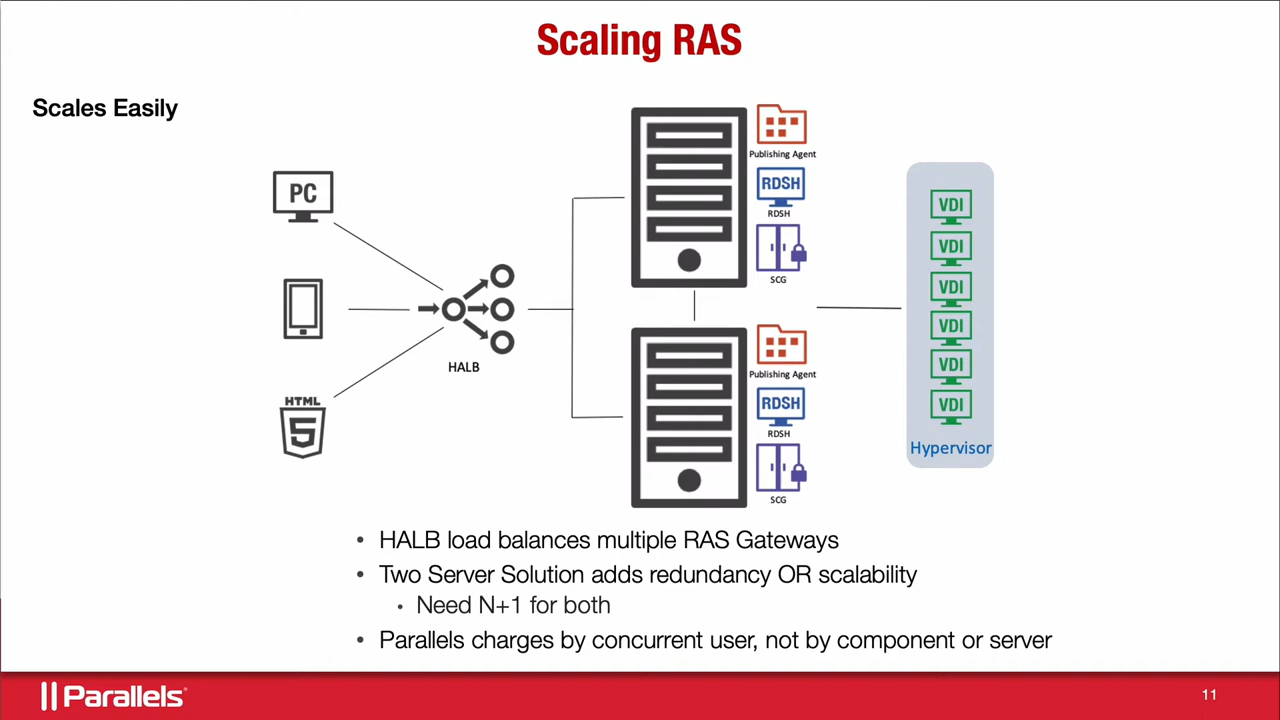 Scaling RAS
Scales Easily
PC
HTML
5
HALB
Publishing Agent
RDSH
RDSH
SCG
Publishing Agent
RDSH
RDSH
SCG
VDI
VDI
VDI
VDI
VDI
VDI
Hypervisor
• HALB load balances multiple RAS Gateways
• Two Server Solution adds redundancy OR scalability
• Need N+1 for both
• Parallels charges by concurrent user, not by component or server
Parallels®
11